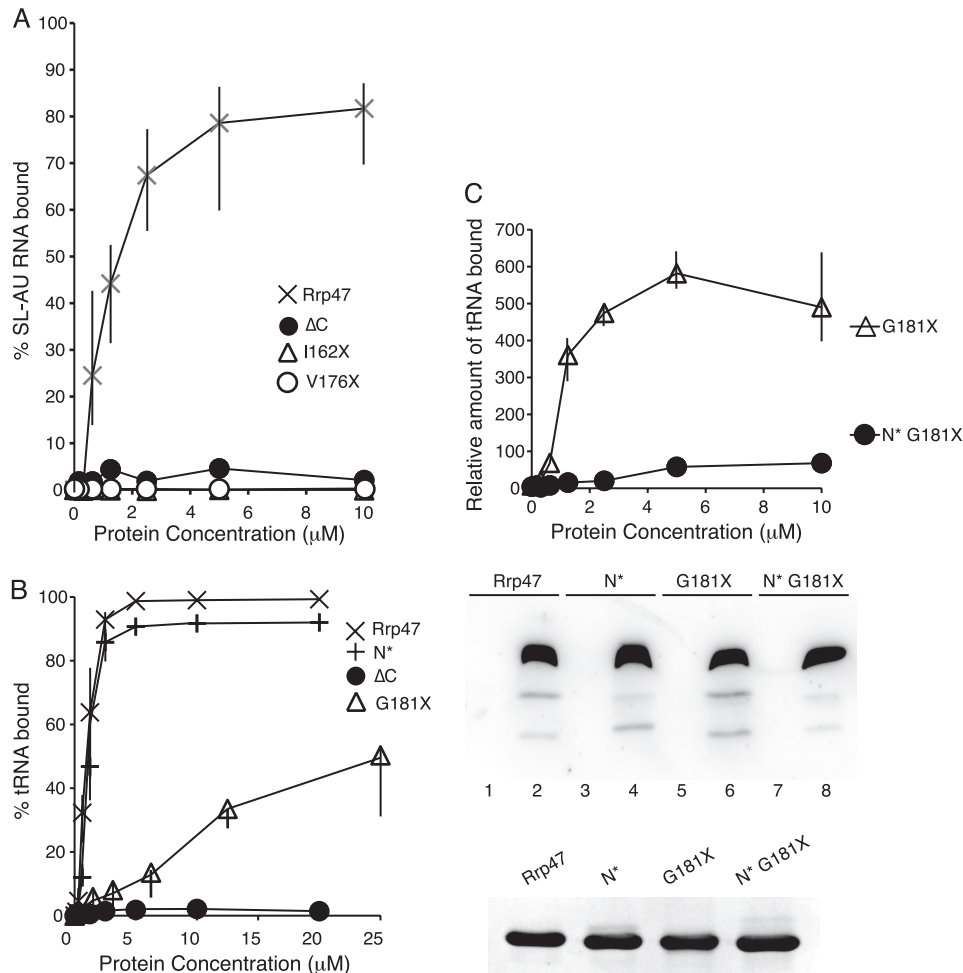 A
% SL-AU RNA bound
100
90
80
70
60
50
40
30
20
10
0
0 2 4 6 8 10
Protein Concentration (μM)
Rrp47
ΔC
I162X
V176X
B
% tRNA bound
100
80
60
40
20
0
0 5 10 15 20 25
Protein Concentration (μM)
Rrp47
N*
ΔC
G181X
C
Relative amount of tRNA bound
700
600
500
400
300
200
100
0
0 2 4 6 8 10
Protein Concentration (μM)
G181X
N* G181X
Rrp47 N* G181X N* G181X
1 2 3 4 5 6 7 8
Rrp47 N* G181X N* G181X